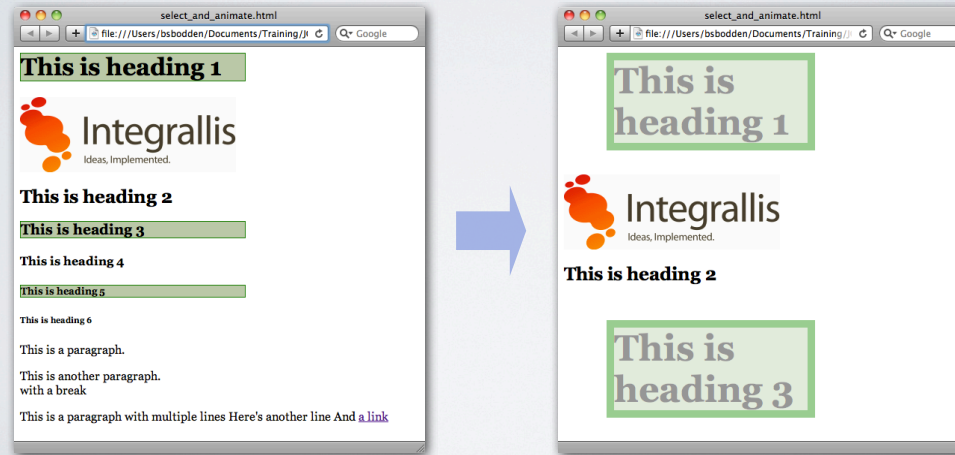 select_and_animate.html
file:///Users/bsbodden/Documents/Training/J
Google
This is heading 1
Integrallis
Ideas, Implemented.
This is heading 2
This is heading 3
This is heading 4
This is heading 5
This is heading 6
This is a paragraph.
This is another paragraph.
with a break
This is a paragraph with multiple lines Here's another line And a link
select_and_animate.html
file:///Users/bsbodden/Documents/Training/
Google
This is
heading 1
Integrallis
Ideas, Implemented.
This is heading 2
This is
heading 3